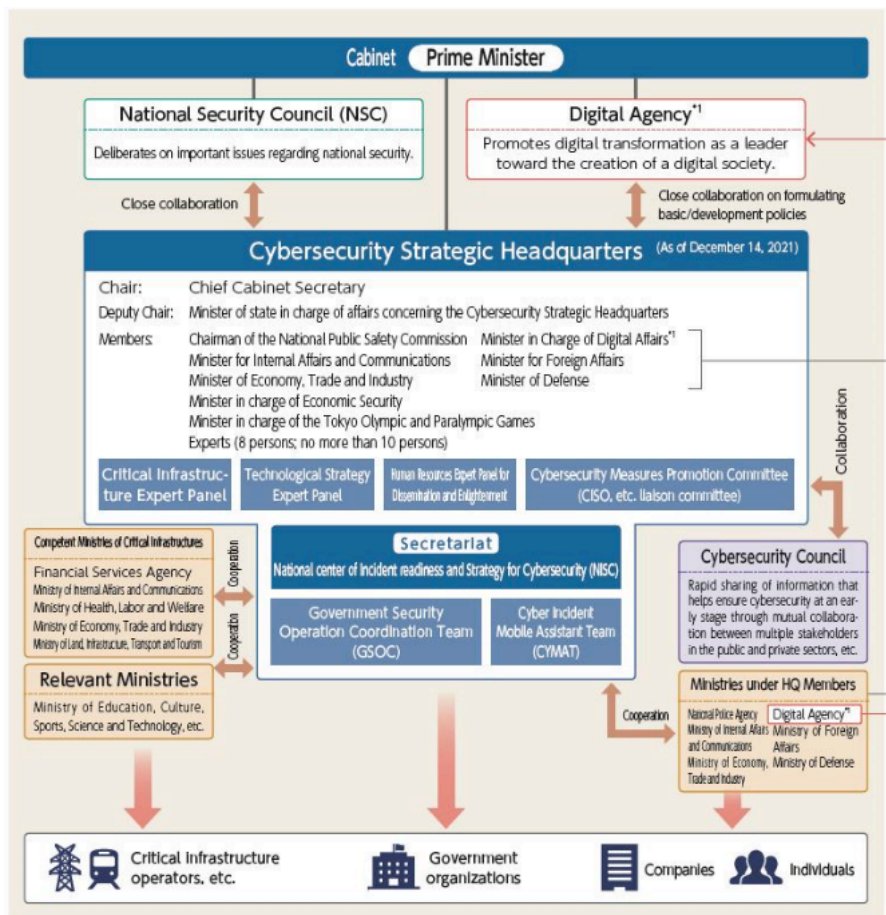 Cabinet Prime Minister
National Security Council (NSC)
Deliberates on important issues regarding national security.
Digital Agency*1
Promotes digital transformation as a leader
toward the creation of a digital society.
Close collaboration
Close collaboration on formulating
basic/development policies
Cybersecurity Strategic Headquarters (As of December 14, 2021)
Chair: Chief Cabinet Secretary
Deputy Chair: Minister of state in charge of affairs concerning the Cybersecurity Strategic Headquarters
Members: Chairman of the National Public Safety Commission
Minister for Internal Affairs and Communications
Minister of Economy, Trade and Industry
Minister in charge of Economic Security
Minister in charge of the Tokyo Olympic and Paralympic Games
Experts (8 persons; no more than 10 persons)
Minister in Charge of Digital Affairs*1
Minister for Foreign Affairs
Minister of Defense
Critical Infrastruc-
ture Expert Panel
Technological Strategy
Expert Panel
Human Resources Expert Panel for
Dissemination and Enlightenment
Cybersecurity Measures Promotion Committee
(CISO, etc. liaison committee)
Collaboration
Secretariat
National center of Incident readiness and Strategy for Cybersecurity (NISC)
Government Security
Operation Coordination Team
(GSOC)
Cyber Incident
Mobile Assistant Team
(CYMAT)
Competent Ministries of Critical Infrastructures
Financial Services Agency
Ministry of Internal Affairs and Communications
Ministry of Health, Labor and Welfare
Ministry of Economy, Trade and Industry
Ministry of Land, Infrastructure, Transport and Tourism
Cooperation
Cooperation
Relevant Ministries
Ministry of Education, Culture,
Sports, Science and Technology, etc.
Cybersecurity Council
Rapid sharing of information that
helps ensure cybersecurity at an ear-
ly stage through mutual collabora-
tion between multiple stakeholders
in the public and private sectors, etc.
Cooperation
Ministries under HQ Members
National Police Agency
Ministry of Internal Affairs
and Communications
Ministry of Economy,
Trade and Industry
Digital Agency*1
Ministry of Foreign
Affairs
Ministry of Defense
Critical infrastructure
operators, etc.
Government
organizations
Companies
Individuals